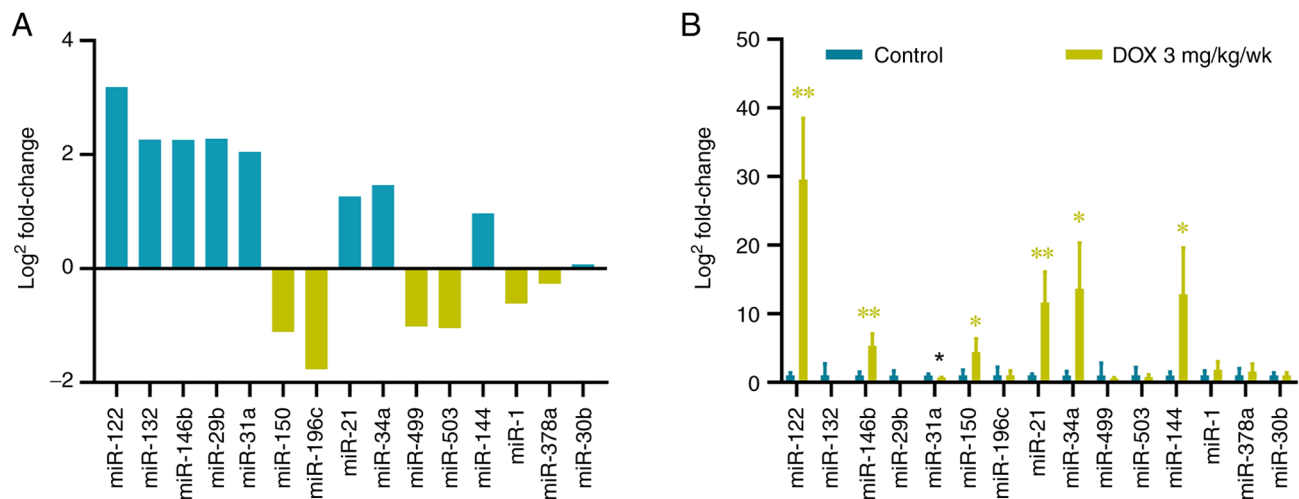 A
Log² fold-change
4
2
0
−2
miR-122
miR-132
miR-146b
miR-29b
miR-31a
miR-150
miR-196c
miR-21
miR-34a
miR-499
miR-503
miR-144
miR-1
miR-378a
miR-30b
B
Log² fold-change
50
40
30
20
10
0
Control
DOX 3 mg/kg/wk
**
**
*
*
**
*
*
miR-122
miR-132
miR-146b
miR-29b
miR-31a
miR-150
miR-196c
miR-21
miR-34a
miR-499
miR-503
miR-144
miR-1
miR-378a
miR-30b